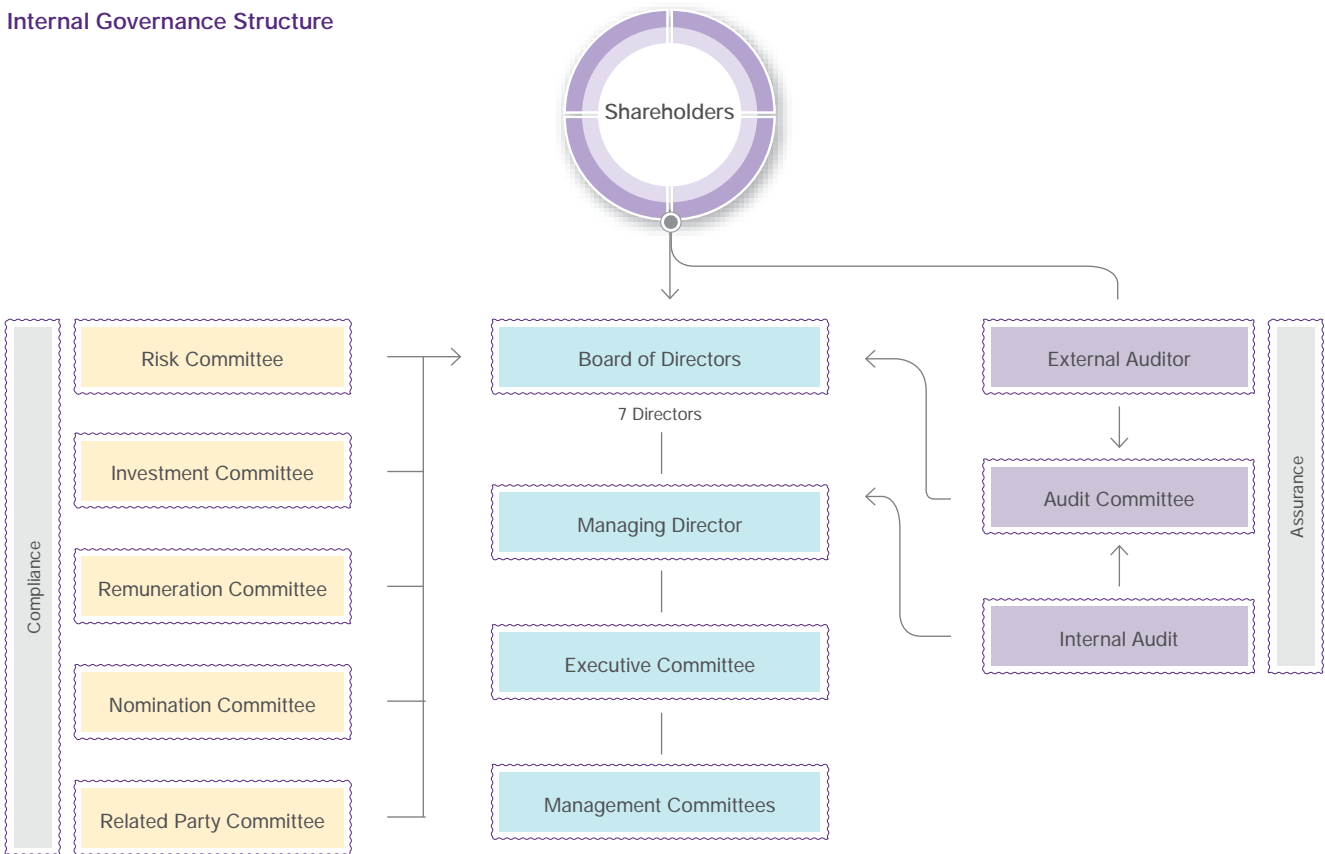 Internal Governance Structure
Shareholders
Compliance
Risk Committee
Investment Committee
Remuneration Committee
Nomination Committee
Related Party Committee
Board of Directors
7 Directors
Managing Director
Executive Committee
Management Committees
External Auditor
Audit Committee
Internal Audit
Assurance